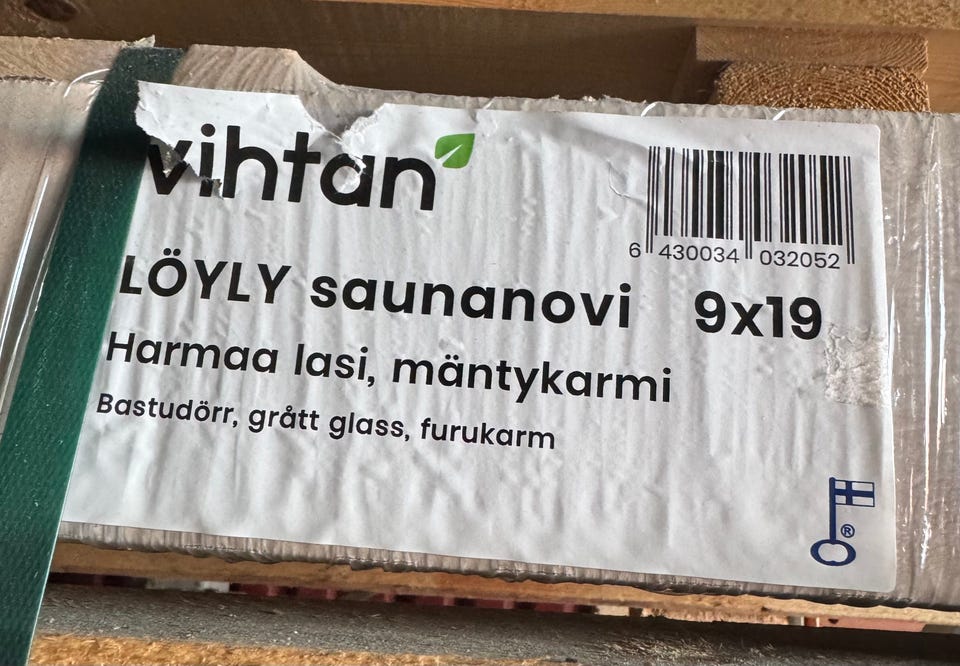 vihtan
6 430034 032052
LÖYLY saunanovi 9x19
Harmaa lasi, mäntykarmi
Bastudörr, grått glass, furukarm
®